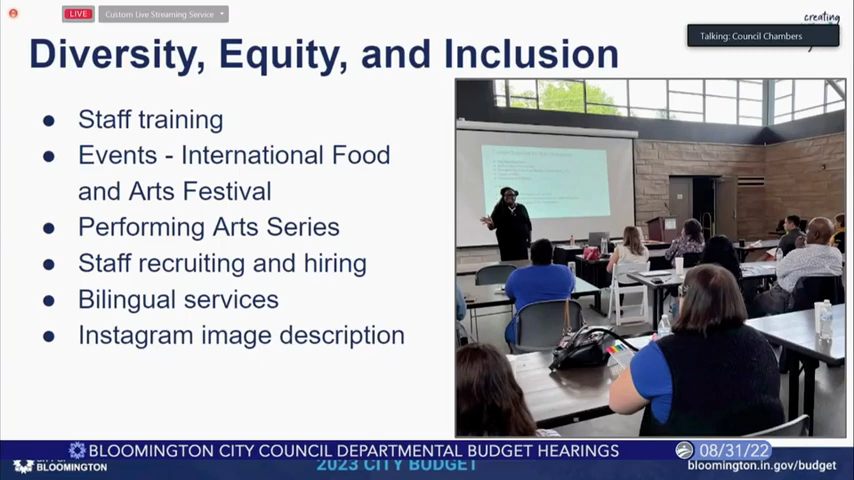 LIVE
Custom Live Streaming Service
creating
Talking: Council Chambers
Diversity, Equity, and Inclusion
● Staff training
● Events - International Food
and Arts Festival
● Performing Arts Series
● Staff recruiting and hiring
● Bilingual services
● Instagram image description
BLOOMINGTON CITY COUNCIL DEPARTMENTAL BUDGET HEARINGS
08/31/22
BLOOMINGTON
2023 CITY BUDGET
bloomington.in.gov/budget